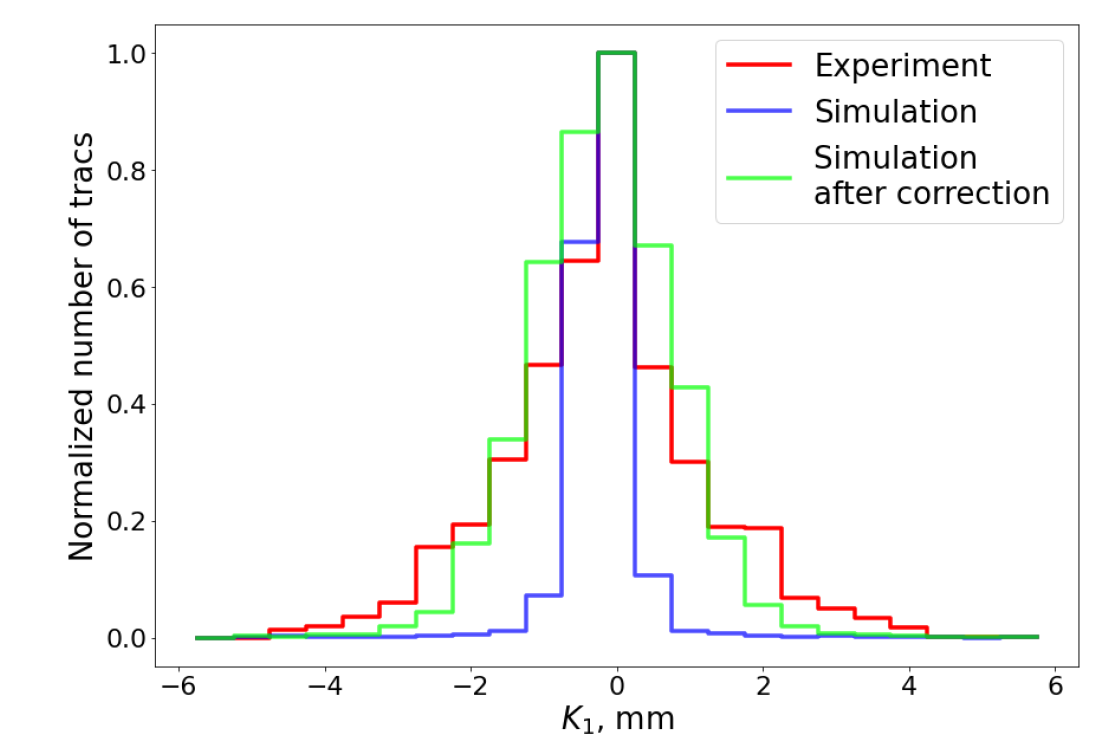 1.0
0.8
0.6
0.4
0.2
0.0
Normalized number of tracs
Experiment
Simulation
Simulation
after correction
−6 −4 −2 0 2 4 6
K₁, mm